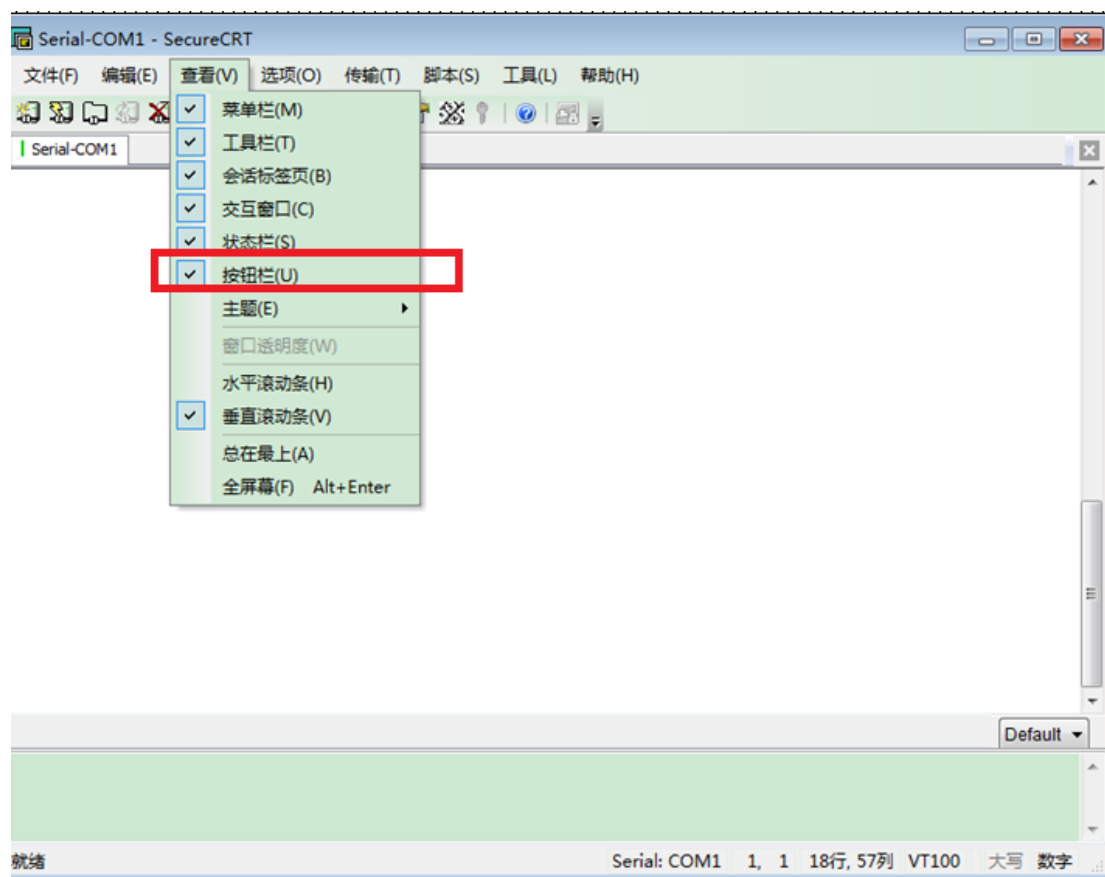 Serial-COM1 - SecureCRT
文件(F) 编辑(E) 查看(V) 选项(O) 传输(T) 脚本(S) 工具(L) 帮助(H)
Serial-COM1
菜单栏(M)
工具栏(T)
会话标签页(B)
交互窗口(C)
状态栏(S)
按钮栏(U)
主题(E)
窗口透明度(W)
水平滚动条(H)
垂直滚动条(V)
总在最上(A)
全屏幕(F) Alt+Enter
Default
就绪 Serial: COM1 1, 1 18行, 57列 VT100 大写 数字